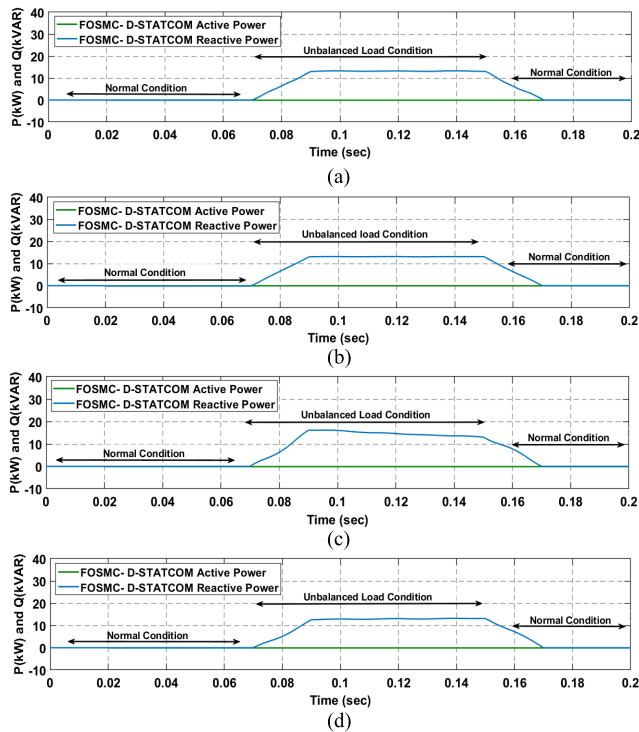 P(kW) and Q(kVAR)
40
30
20
10
0
-10
FOSMC- D-STATCOM Active Power
FOSMC- D-STATCOM Reactive Power
Unbalanced Load Condition
Normal Condition
Normal Condition
0 0.02 0.04 0.06 0.08 0.1 0.12 0.14 0.16 0.18 0.2
Time (sec)
(a)
P(kW) and Q(kVAR)
40
30
20
10
0
-10
FOSMC- D-STATCOM Active Power
FOSMC- D-STATCOM Reactive Power
Unbalanced load Condition
Normal Condition
Normal Condition
0 0.02 0.04 0.06 0.08 0.1 0.12 0.14 0.16 0.18 0.2
Time (sec)
(b)
P(kW) and Q(kVAR)
40
30
20
10
0
-10
FOSMC- D-STATCOM Active Power
FOSMC- D-STATCOM Reactive Power
Unbalanced Load Condition
Normal Condition
Normal Condition
0 0.02 0.04 0.06 0.08 0.1 0.12 0.14 0.16 0.18 0.2
Time (sec)
(c)
P(kW) and Q(kVAR)
40
30
20
10
0
-10
FOSMC- D-STATCOM Active Power
FOSMC- D-STATCOM Reactive Power
Unbalanced Load Condition
Normal Condition
Normal Condition
0 0.02 0.04 0.06 0.08 0.1 0.12 0.14 0.16 0.18 0.2
Time (sec)
(d)